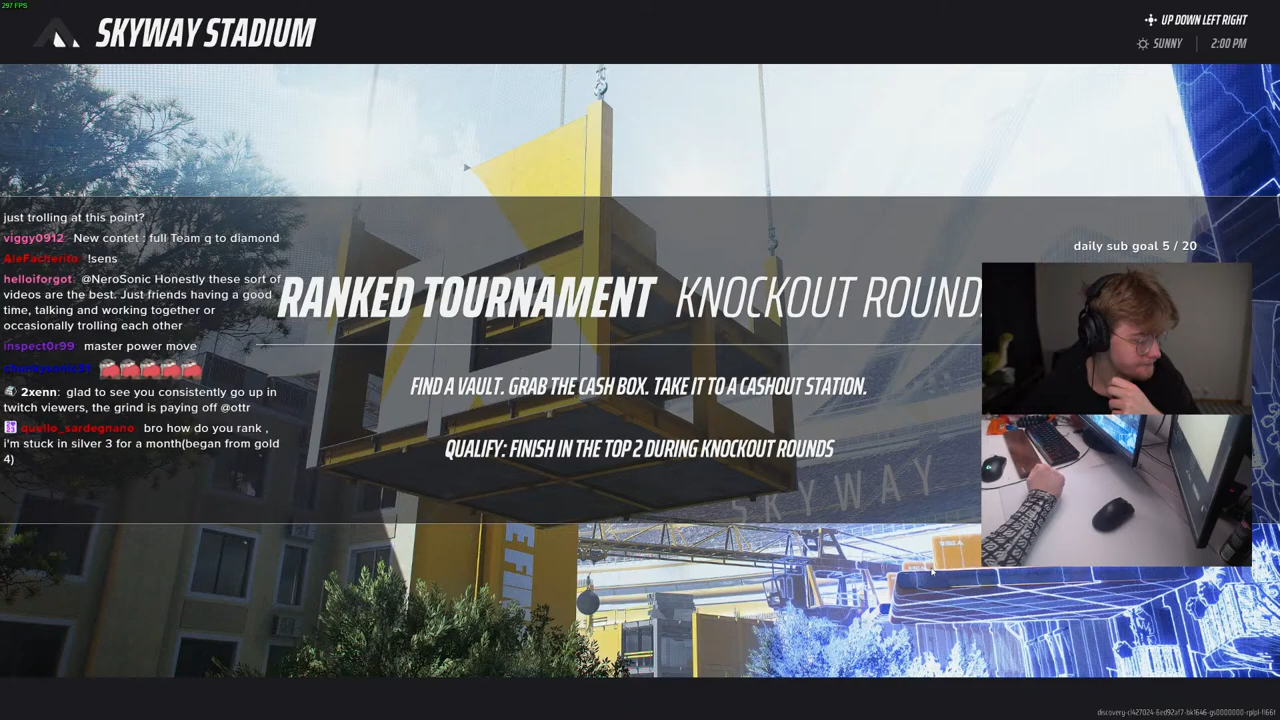 297 FPS
SKYWAY STADIUM
UP DOWN LEFT RIGHT
SUNNY
2:00 PM
just trolling at this point?
viggy0912 New contet : full Team q to diamond
AleFacherito !sens
helloiforgot @NeroSonic Honestly these sort of
videos are the best. Just friends having a good
time, talking and working together or
occasionally trolling each other
inspect0r99 master power move
2xenn: glad to see you consistently go up in
twitch viewers, the grind is paying off @ottr
quello_sardegnano bro how do you rank ,
i'm stuck in silver 3 for a month(began from gold
4)
daily sub goal 5 / 20
RANKED TOURNAMENT KNOCKOUT ROUND
FIND A VAULT. GRAB THE CASH BOX. TAKE IT TO A CASHOUT STATION.
QUALIFY: FINISH IN THE TOP 2 DURING KNOCKOUT ROUNDS
SKYWAY